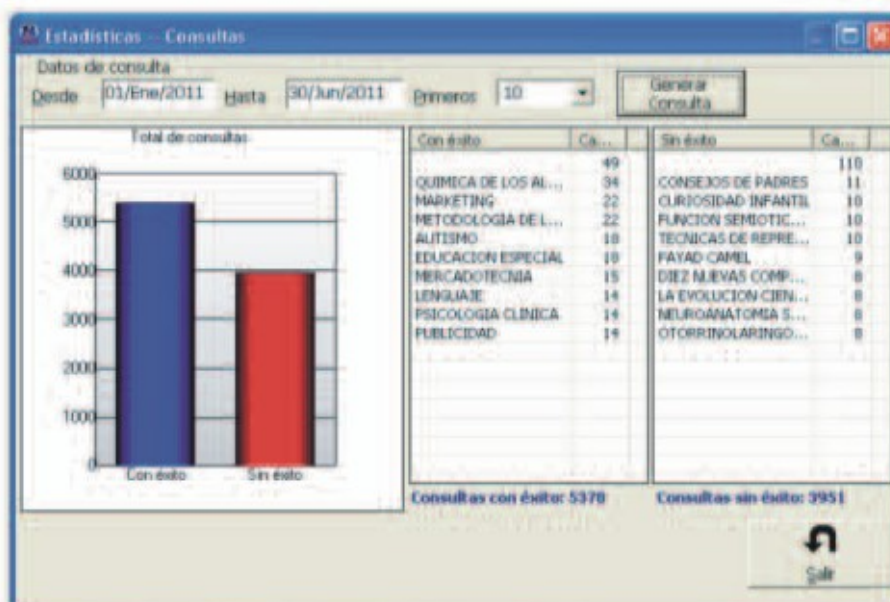 Estadísticas - Consultas
Datos de consulta
Desde 01/Ene/2011 Hasta 30/Jun/2011 Primeros 10 Generar Consulta
Total de consultas
6000
5000
4000
3000
2000
1000
0
Con éxito Sin éxito
Con éxito Ca...
49
QUIMICA DE LOS AL... 34
MARKETING 22
METODOLOGIA DE L... 22
AUTISMO 18
EDUCACION ESPECIAL 18
MERCADOTECNIA 15
LENGUAJE 14
PSICOLOGIA CLINICA 14
PUBLICIDAD 14
Consultas con éxito: 5378
Sin éxito Ca...
110
CONSEJOS DE PADRES 11
CURIOSIDAD INFANTIL 10
FUNCION SEMIOTIC... 10
TECNICAS DE REPRE... 10
FAYAD CAMEL 9
DIEZ NUEVAS COMP... 8
LA EVOLUCION CIEN... 8
NEUROANATOMIA S... 8
OTORRINOLARINGO... 8
Consultas sin éxito: 3951
Salir